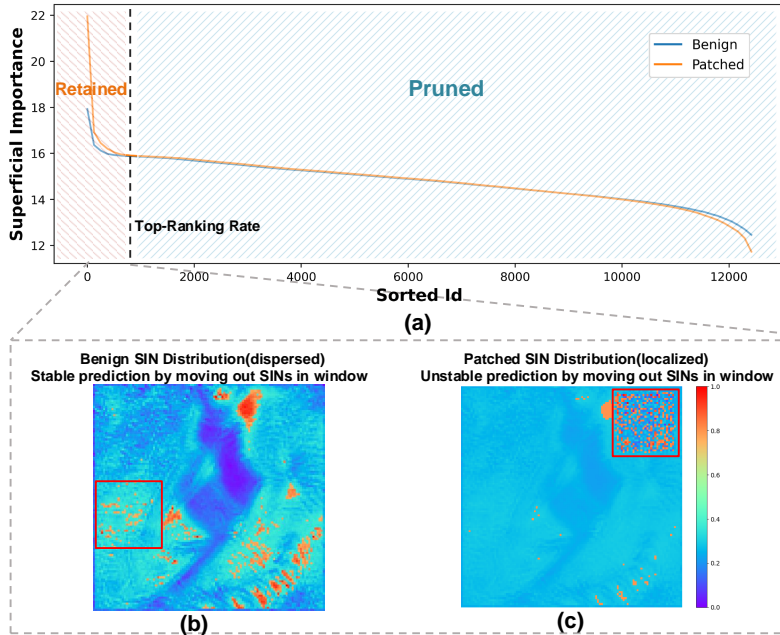 22
20
18
16
14
12
Superficial Importance
Retained
Pruned
Benign
Patched
Top-Ranking Rate
0
2000
4000
6000
8000
10000
12000
Sorted Id
(a)
Benign SIN Distribution(dispersed)
Stable prediction by moving out SINs in window
Patched SIN Distribution(localized)
Unstable prediction by moving out SINs in window
1.0
0.8
0.6
0.4
0.2
0.0
(b)
(c)